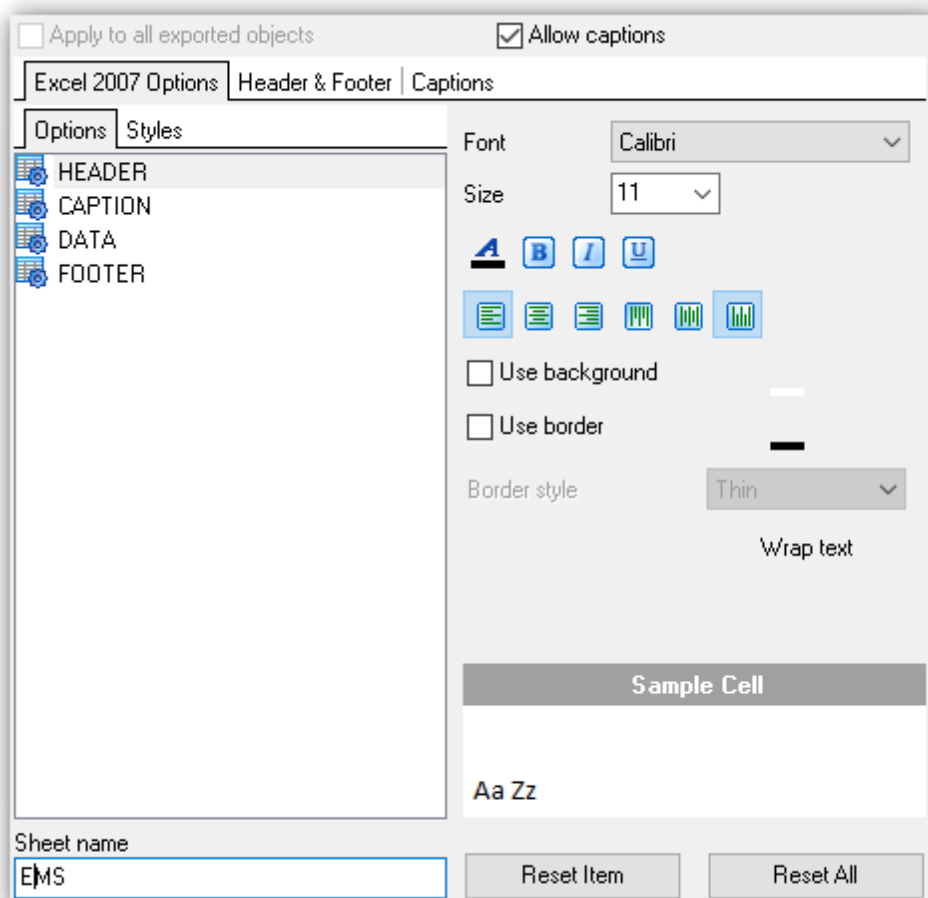 Apply to all exported objects
Allow captions
Excel 2007 Options
Header & Footer
Captions
Options
Styles
HEADER
CAPTION
DATA
FOOTER
Font
Calibri
Size
11
A
B
I
U
Use background
Use border
Border style
Thin
Wrap text
Sample Cell
Aa Zz
Sheet name
EMS
Reset Item
Reset All